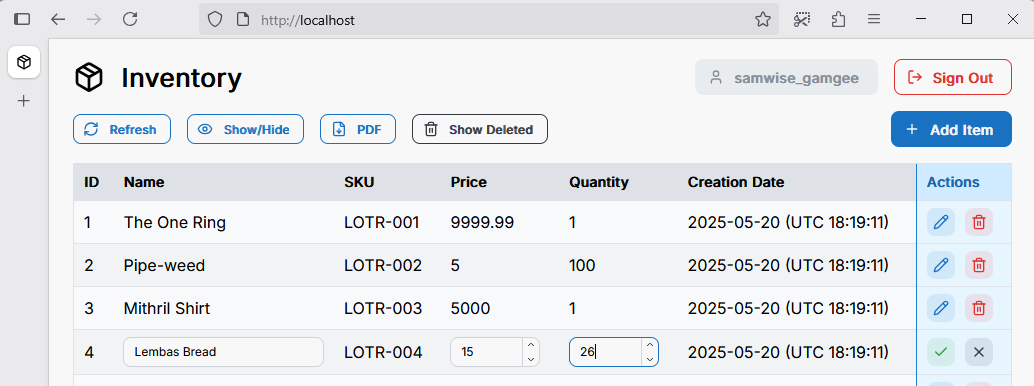 http://localhost
Inventory
samwise_gamgee
Sign Out
Refresh
Show/Hide
PDF
Show Deleted
+ Add Item
ID Name SKU Price Quantity Creation Date Actions
1 The One Ring LOTR-001 9999.99 1 2025-05-20 (UTC 18:19:11)
2 Pipe-weed LOTR-002 5 100 2025-05-20 (UTC 18:19:11)
3 Mithril Shirt LOTR-003 5000 1 2025-05-20 (UTC 18:19:11)
4 Lembas Bread LOTR-004 15 26 2025-05-20 (UTC 18:19:11)